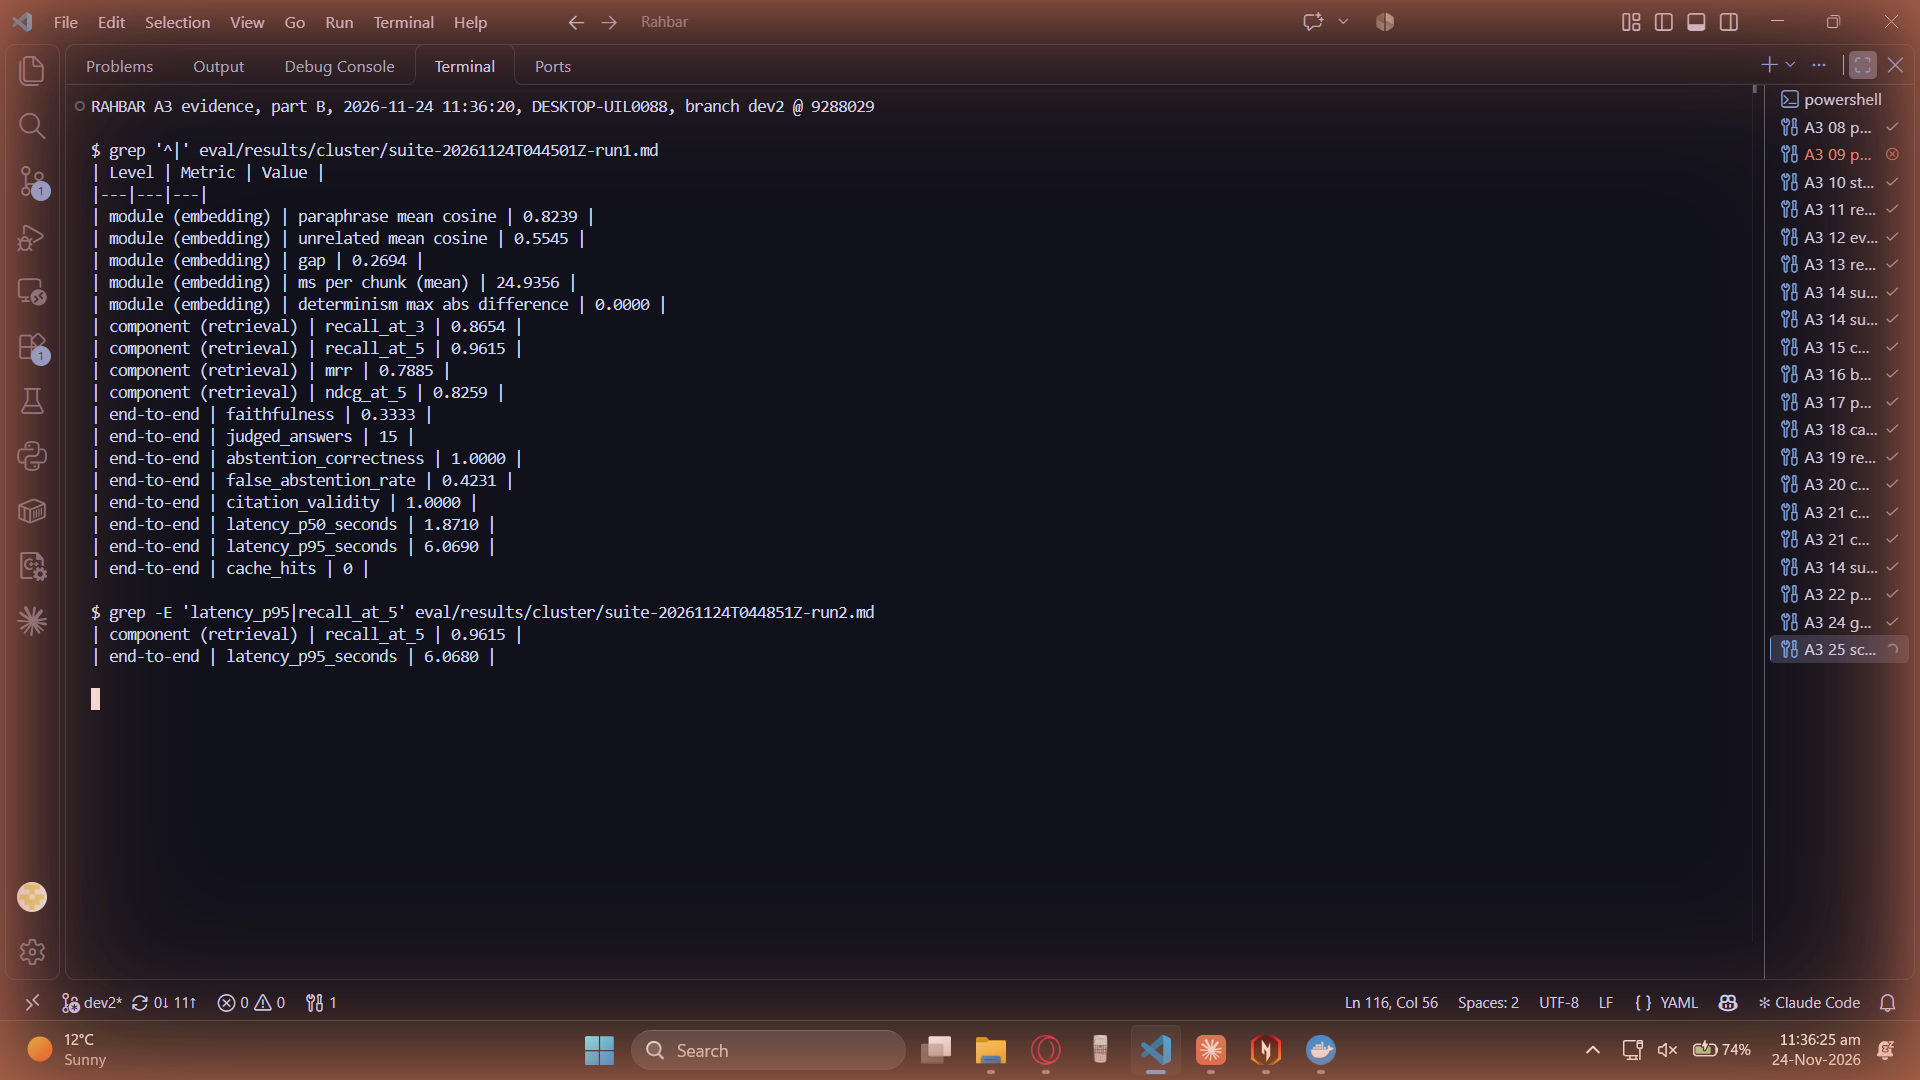 File Edit Selection View Go Run Terminal Help Rahbar
Problems Output Debug Console Terminal Ports
RAHBAR A3 evidence, part B, 2026-11-24 11:36:20, DESKTOP-UIL0088, branch dev2 @ 9288029
$ grep '^|' eval/results/cluster/suite-20261124T044501Z-run1.md
| Level | Metric | Value |
|---|---|---|
| module (embedding) | paraphrase mean cosine | 0.8239 |
| module (embedding) | unrelated mean cosine | 0.5545 |
| module (embedding) | gap | 0.2694 |
| module (embedding) | ms per chunk (mean) | 24.9356 |
| module (embedding) | determinism max abs difference | 0.0000 |
| component (retrieval) | recall_at_3 | 0.8654 |
| component (retrieval) | recall_at_5 | 0.9615 |
| component (retrieval) | mrr | 0.7885 |
| component (retrieval) | ndcg_at_5 | 0.8259 |
| end-to-end | faithfulness | 0.3333 |
| end-to-end | judged_answers | 15 |
| end-to-end | abstention_correctness | 1.0000 |
| end-to-end | false_abstention_rate | 0.4231 |
| end-to-end | citation_validity | 1.0000 |
| end-to-end | latency_p50_seconds | 1.8710 |
| end-to-end | latency_p95_seconds | 6.0690 |
| end-to-end | cache_hits | 0 |
$ grep -E 'latency_p95|recall_at_5' eval/results/cluster/suite-20261124T044851Z-run2.md
| component (retrieval) | recall_at_5 | 0.9615 |
| end-to-end | latency_p95_seconds | 6.0680 |
powershell
A3 08 p...
A3 09 p...
A3 10 st...
A3 11 re...
A3 12 ev...
A3 13 re...
A3 14 su...
A3 14 su...
A3 15 c...
A3 16 b...
A3 17 p...
A3 18 ca...
A3 19 re...
A3 20 c...
A3 21 c...
A3 21 c...
A3 14 su...
A3 22 p...
A3 24 g...
A3 25 sc...
1
1
dev2* 0↓ 11↑ 0 0 1 Ln 116, Col 56 Spaces: 2 UTF-8 LF { } YAML Claude Code
12°C
Sunny
Search
74%
11:36:25 am
24-Nov-2026